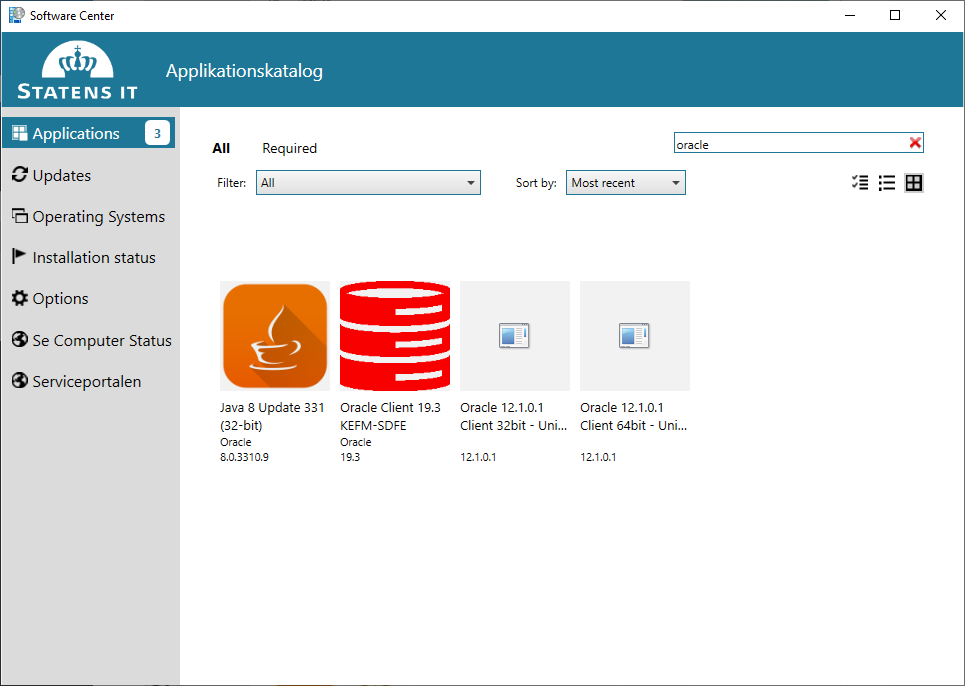 Software Center
STATENS IT
Applikationskatalog
Applications 3
Updates
Operating Systems
Installation status
Options
Se Computer Status
Serviceportalen
All Required
oracle
Filter: All Sort by: Most recent
Java 8 Update 331
(32-bit)
Oracle
8.0.3310.9
Oracle Client 19.3
KEFM-SDFE
Oracle
19.3
Oracle 12.1.0.1
Client 32bit - Uni...
12.1.0.1
Oracle 12.1.0.1
Client 64bit - Uni...
12.1.0.1